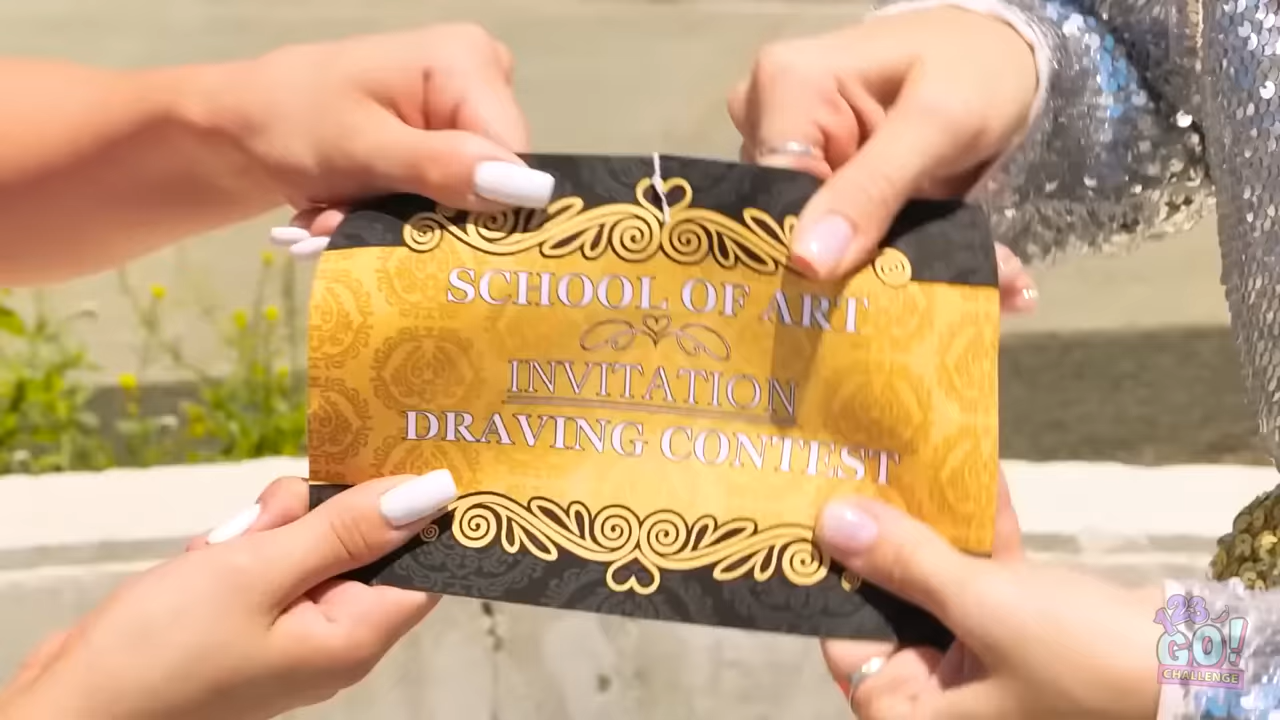 SCHOOL OF ART
INVITATION
DRAVING CONTEST
123
GO!
CHALLENGE